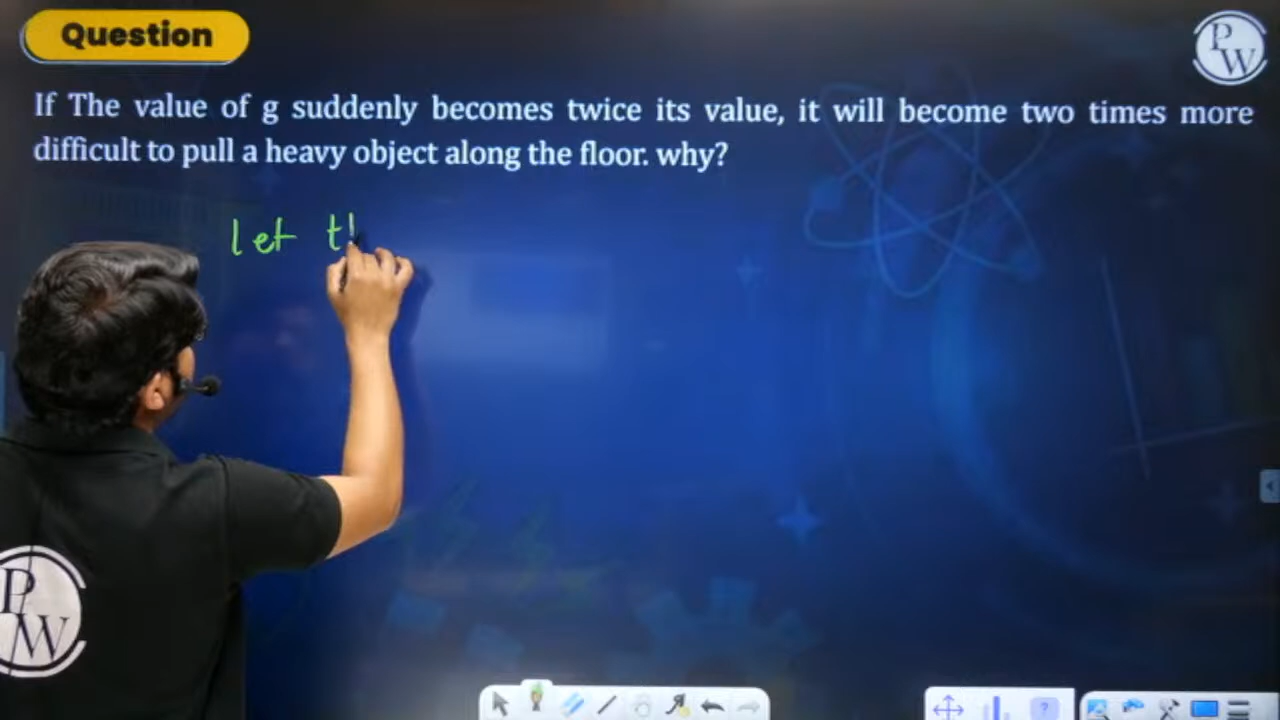 Question
PW
If The value of g suddenly becomes twice its value, it will become two times more
difficult to pull a heavy object along the floor. why?
let th
PW
?